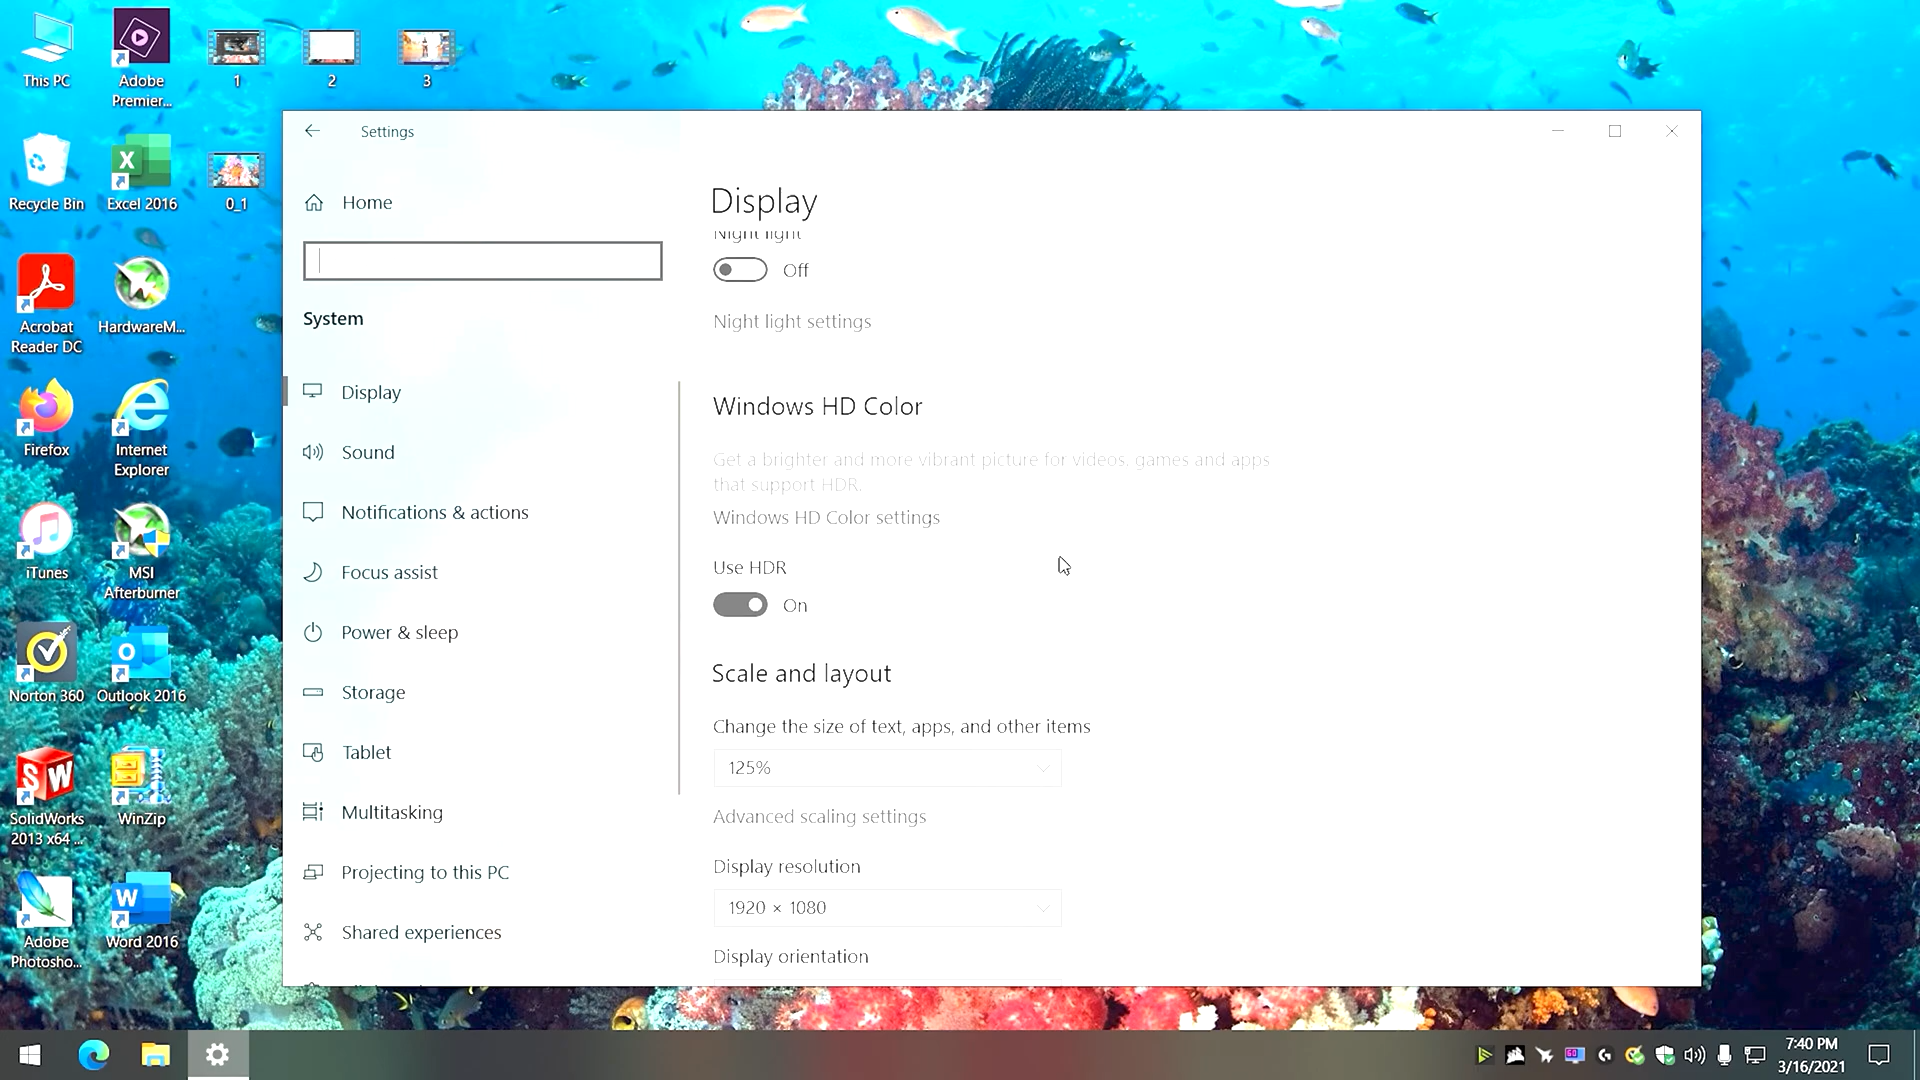 This PC
Adobe
Premier...
1
2
3
Recycle Bin
Excel 2016
0_1
Acrobat
Reader DC
HardwareM...
Firefox
Internet
Explorer
iTunes
MSI
Afterburner
Norton 360
Outlook 2016
SolidWorks
2013 x64 ...
WinZip
Adobe
Photosho...
Word 2016
Settings
Home
System
Display
Sound
Notifications & actions
Focus assist
Power & sleep
Storage
Tablet
Multitasking
Projecting to this PC
Shared experiences
Display
Night light
Off
Night light settings
Windows HD Color
Get a brighter and more vibrant picture for videos, games and apps
that support HDR.
Windows HD Color settings
Use HDR
On
Scale and layout
Change the size of text, apps, and other items
125%
Advanced scaling settings
Display resolution
1920 × 1080
Display orientation
60
7:40 PM
3/16/2021